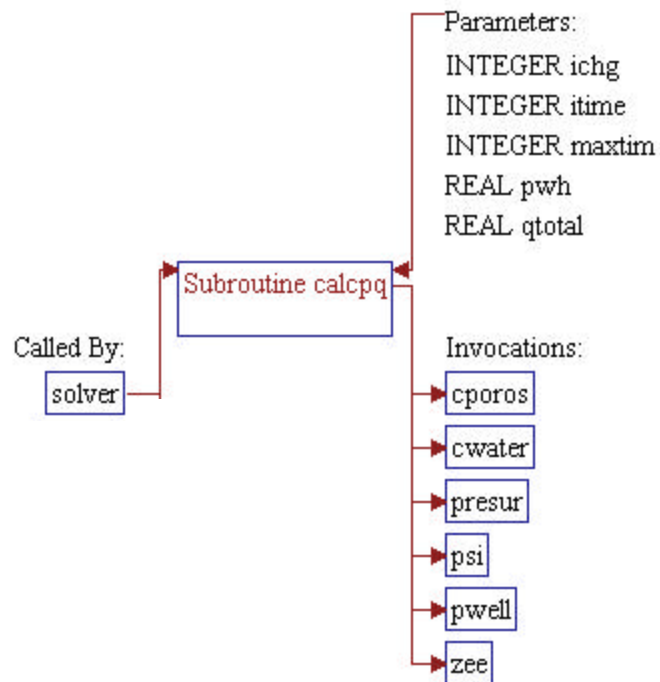 Parameters:
INTEGER ichg
INTEGER itime
INTEGER maxtim
REAL pwh
REAL qtotal
Subroutine calcpq
Called By:
solver
Invocations:
cporos
cwater
presur
psi
pwell
zee